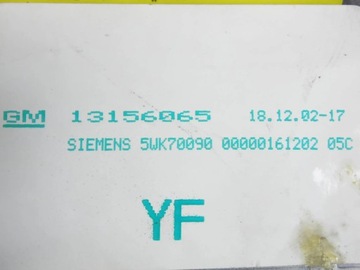 GM 13156065 18.12.02-17
SIEMENS 5WK70090 00000161202 05C
YF